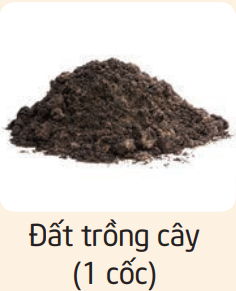 Đất trồng cây
(1 cốc)